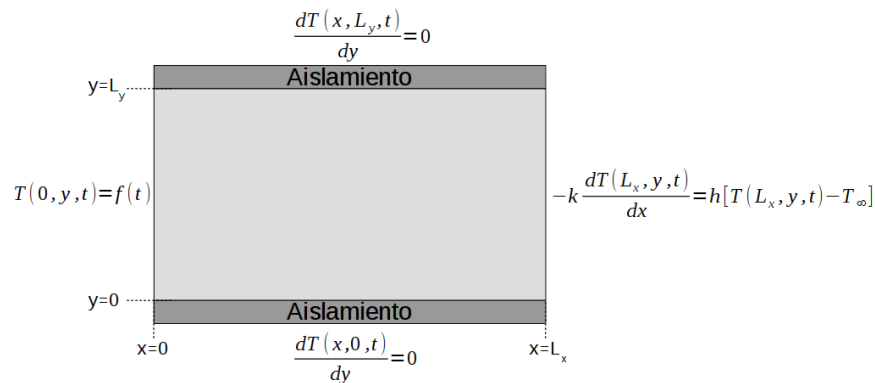 dT(x,L_y,t)/dy=0
Aislamiento
y=L_y
T(0,y,t)=f(t)
-k dT(L_x,y,t)/dx=h[T(L_x,y,t)-T_∞]
y=0
Aislamiento
x=0
dT(x,0,t)/dy=0
x=L_x